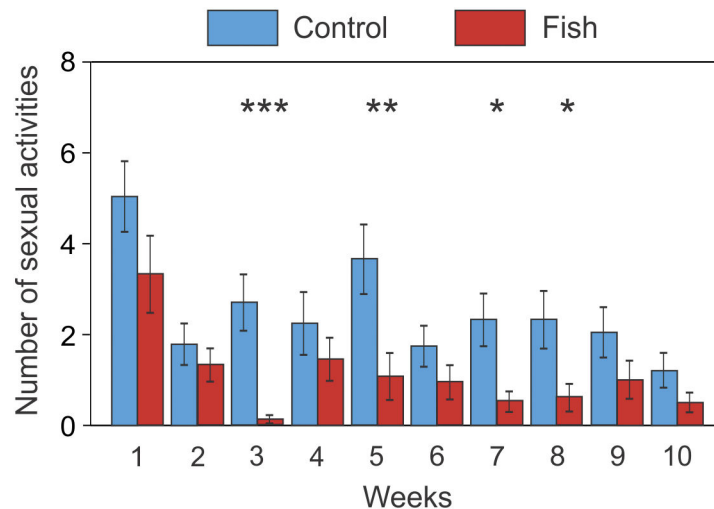 Control Fish
Number of sexual activities
8
6
4
2
0
*** ** * *
1 2 3 4 5 6 7 8 9 10
Weeks